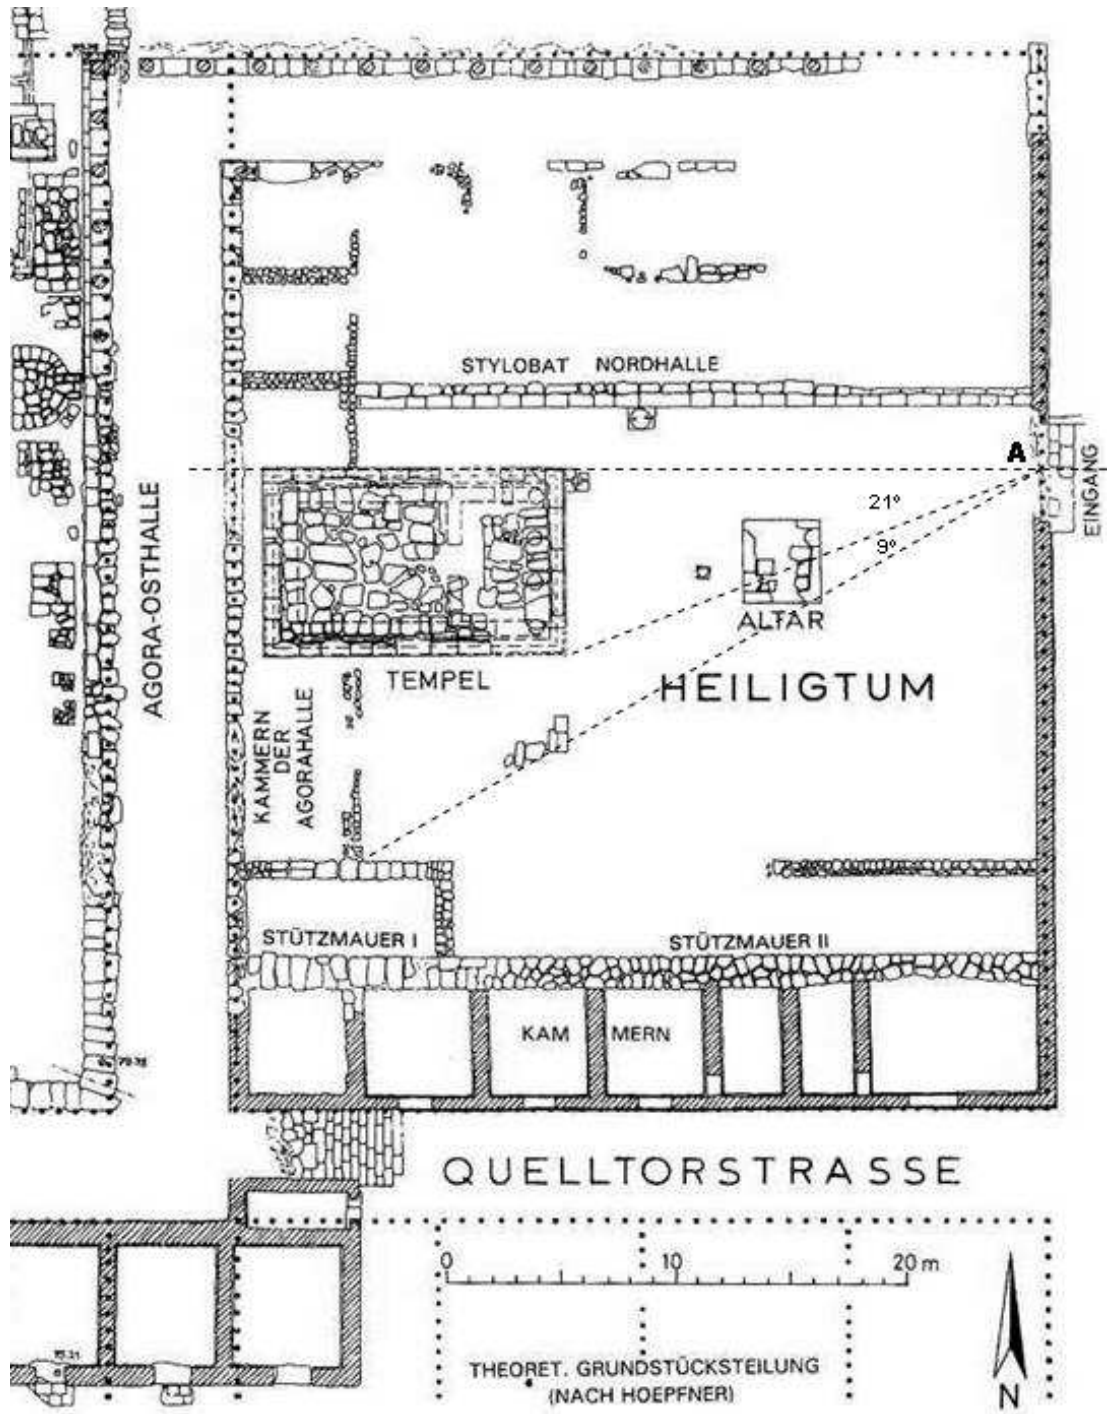 STYLOBAT NORDHALLE
A
EINGANG
21°
9°
AGORA-OSTHALLE
ALTAR
TEMPEL
HEILIGTUM
KAMMERN
DER
AGORAHALLE
STÜTZMAUER I
STÜTZMAUER II
KAM MERN
QUELLTORSTRASSE
0 10 20 m
THEORET. GRUNDSTÜCKSTEILUNG
(NACH HOEPFNER)
N